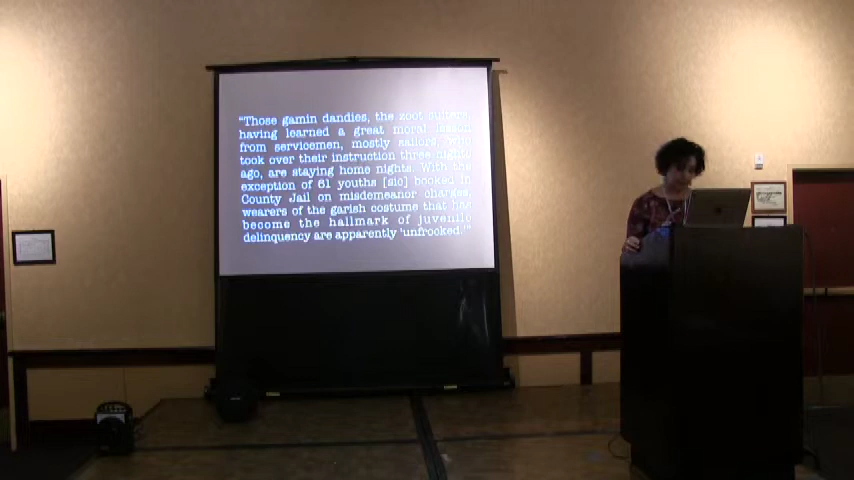 “Those gamin dandies, the zoot suiters,
having learned a great moral lesson
from servicemen, mostly sailors, who
took over their instruction three nights
ago, are staying home nights. With the
exception of 61 youths [sic] booked in
County Jail on misdemeanor charges,
wearers of the garish costume that has
become the hallmark of juvenile
delinquency are apparently ‘unfrocked.’”